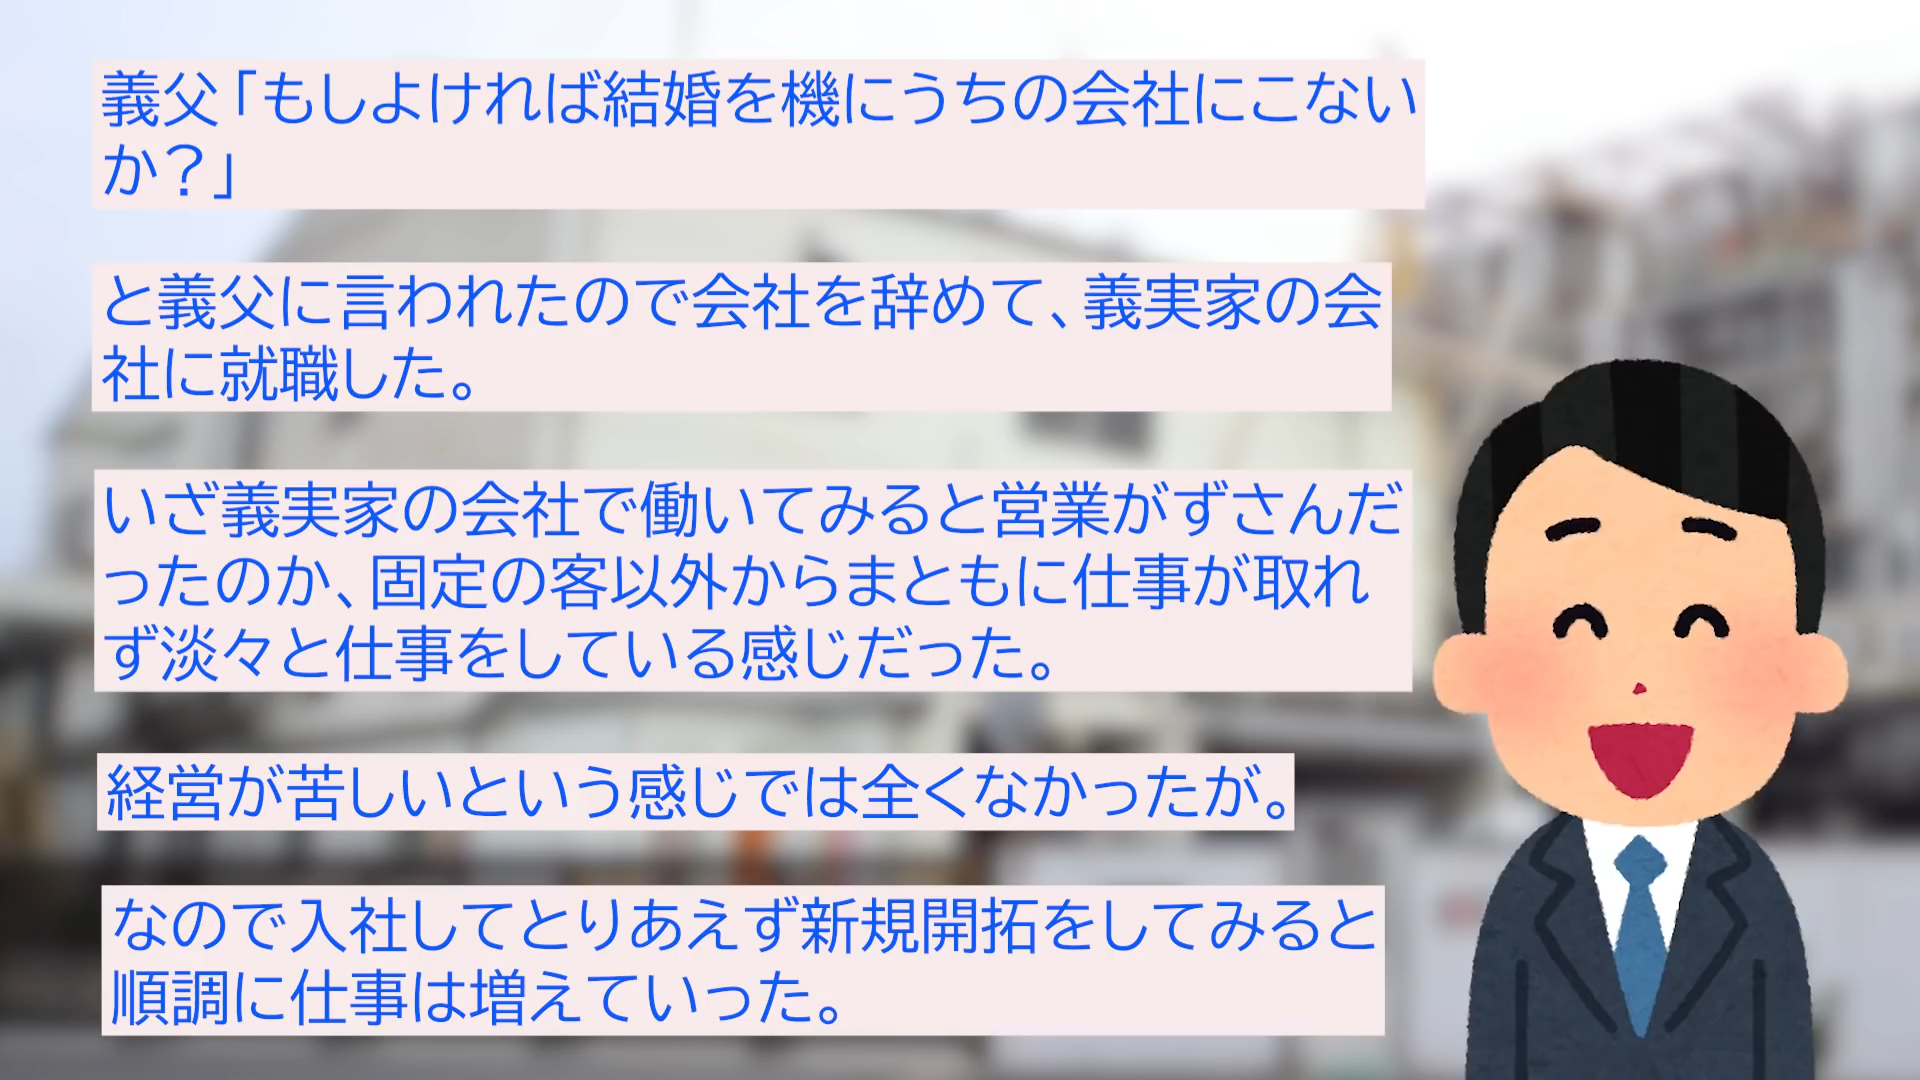 義父「もしよければ結婚を機にうちの会社にこない
か？」
と義父に言われたので会社を辞めて、義実家の会
社に就職した。
いざ義実家の会社で働いてみると営業がずさんだ
ったのか、固定の客以外からまともに仕事が取れ
ず淡々と仕事をしている感じだった。
経営が苦しいという感じでは全くなかったが。
なので入社してとりあえず新規開拓をしてみると
順調に仕事は増えていった。